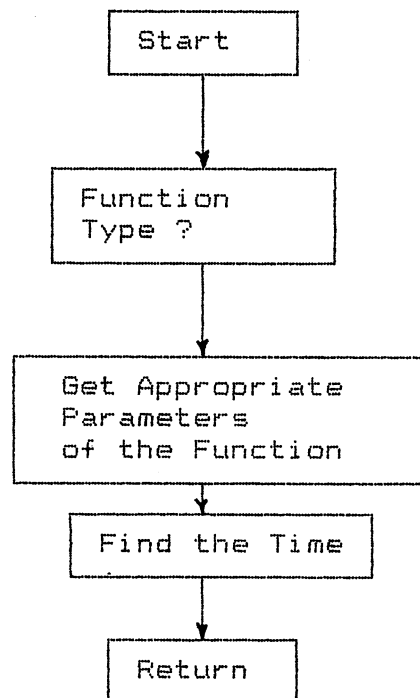 Start
Function
Type ?
Get Appropriate
Parameters
of the Function
Find the Time
Return